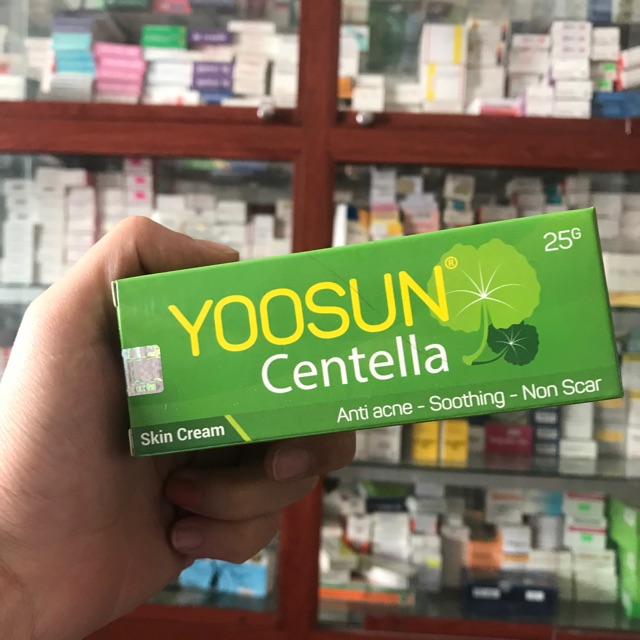 25G
YOOSUN®
Centella
Anti acne - Soothing - Non Scar
Skin Cream